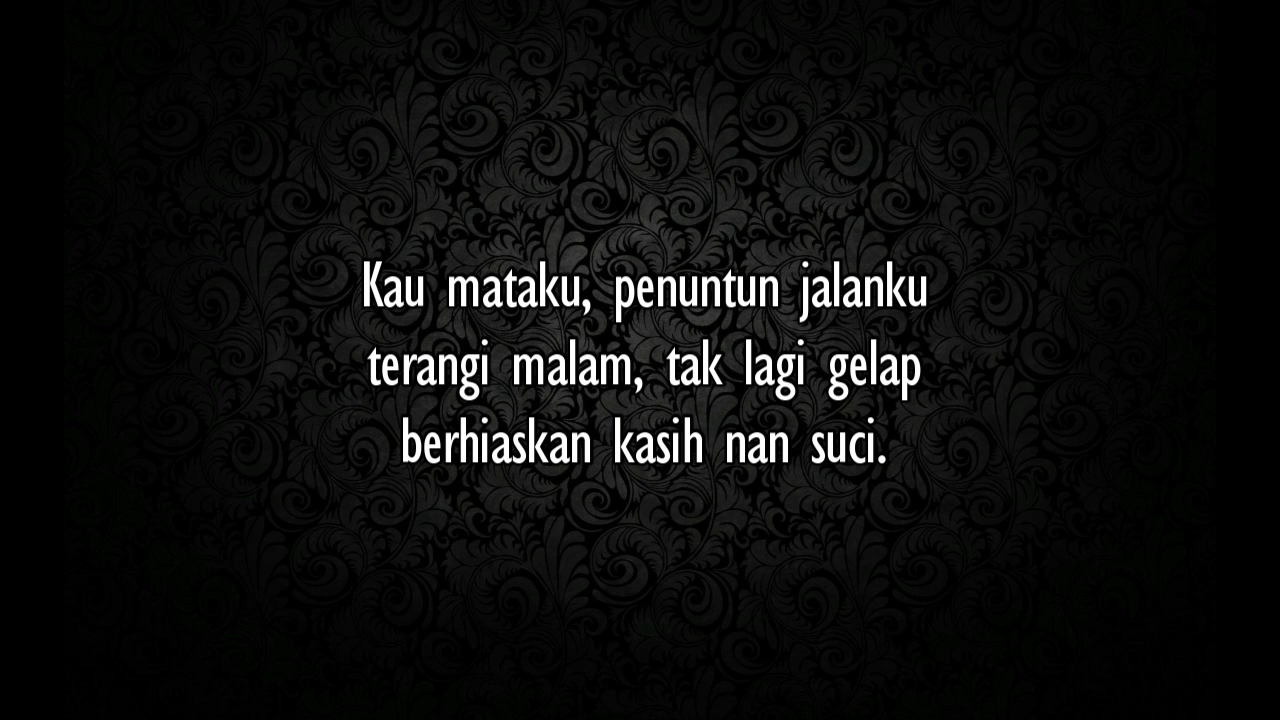 Kau mataku, penuntun jalanku
terangi malam, tak lagi gelap
berhiaskan kasih nan suci.